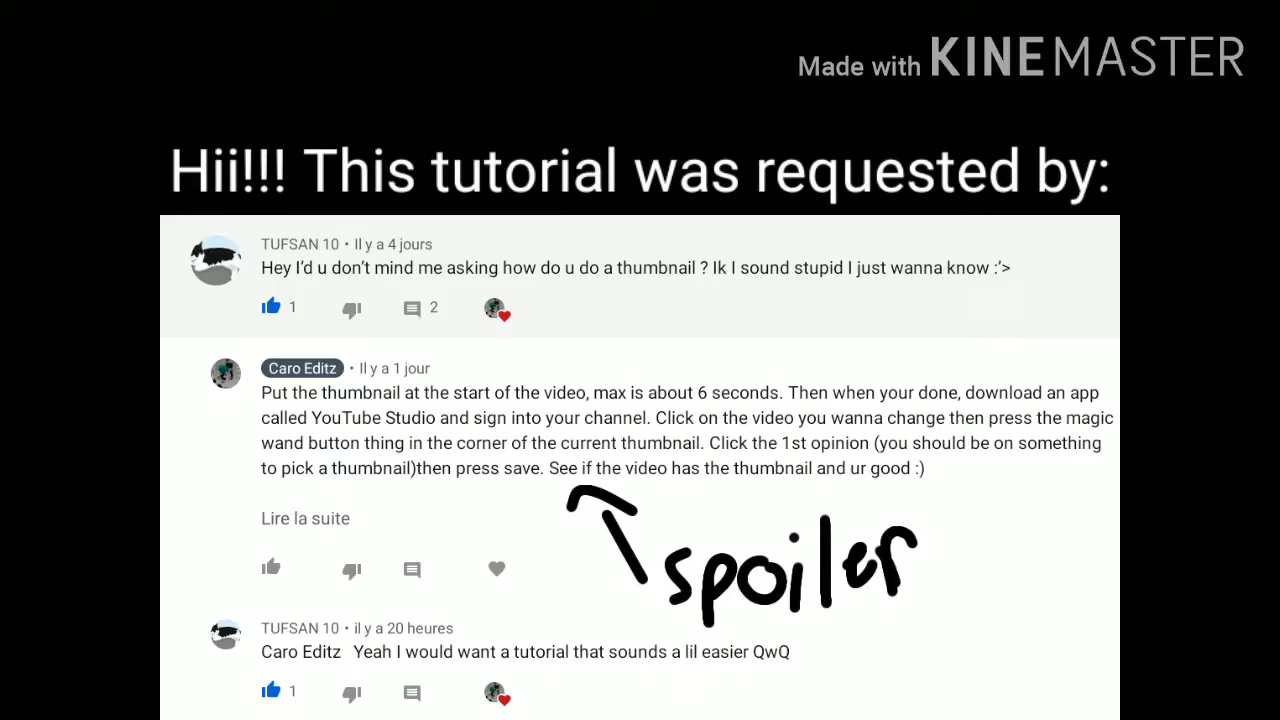 Made with KINEMASTER
Hii!!! This tutorial was requested by:
TUFSAN 10 • Il y a 4 jours
Hey I'd u don't mind me asking how do u do a thumbnail ? Ik I sound stupid I just wanna know :'>
1 2
Caro Editz • Il y a 1 jour
Put the thumbnail at the start of the video, max is about 6 seconds. Then when your done, download an app
called YouTube Studio and sign into your channel. Click on the video you wanna change then press the magic
wand button thing in the corner of the current thumbnail. Click the 1st opinion (you should be on something
to pick a thumbnail)then press save. See if the video has the thumbnail and ur good :)
Lire la suite
spoiler
TUFSAN 10 • il y a 20 heures
Caro Editz Yeah I would want a tutorial that sounds a lil easier QwQ
1